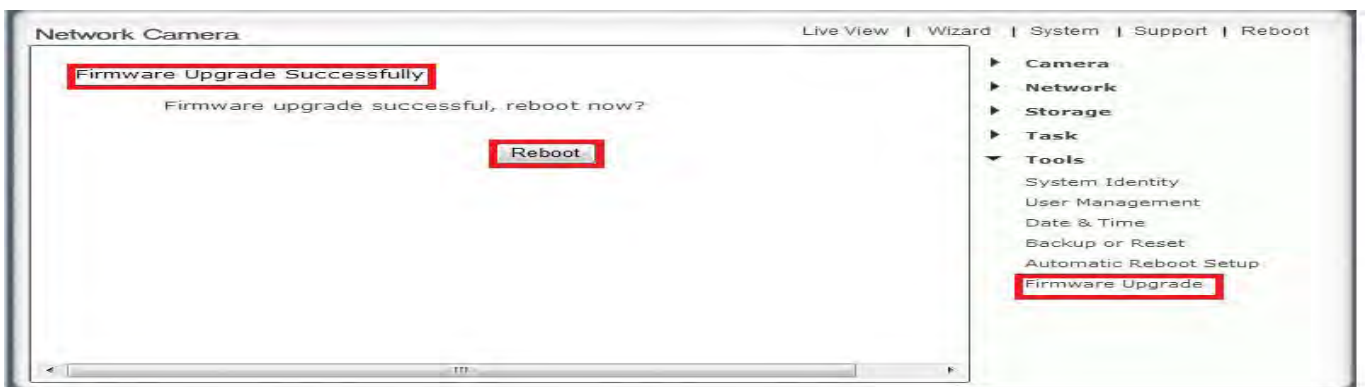 Network Camera
Live View | Wizard | System | Support | Reboot
Firmware Upgrade Successfully
Firmware upgrade successful, reboot now?
Reboot
Camera
Network
Storage
Task
Tools
System Identity
User Management
Date & Time
Backup or Reset
Automatic Reboot Setup
Firmware Upgrade